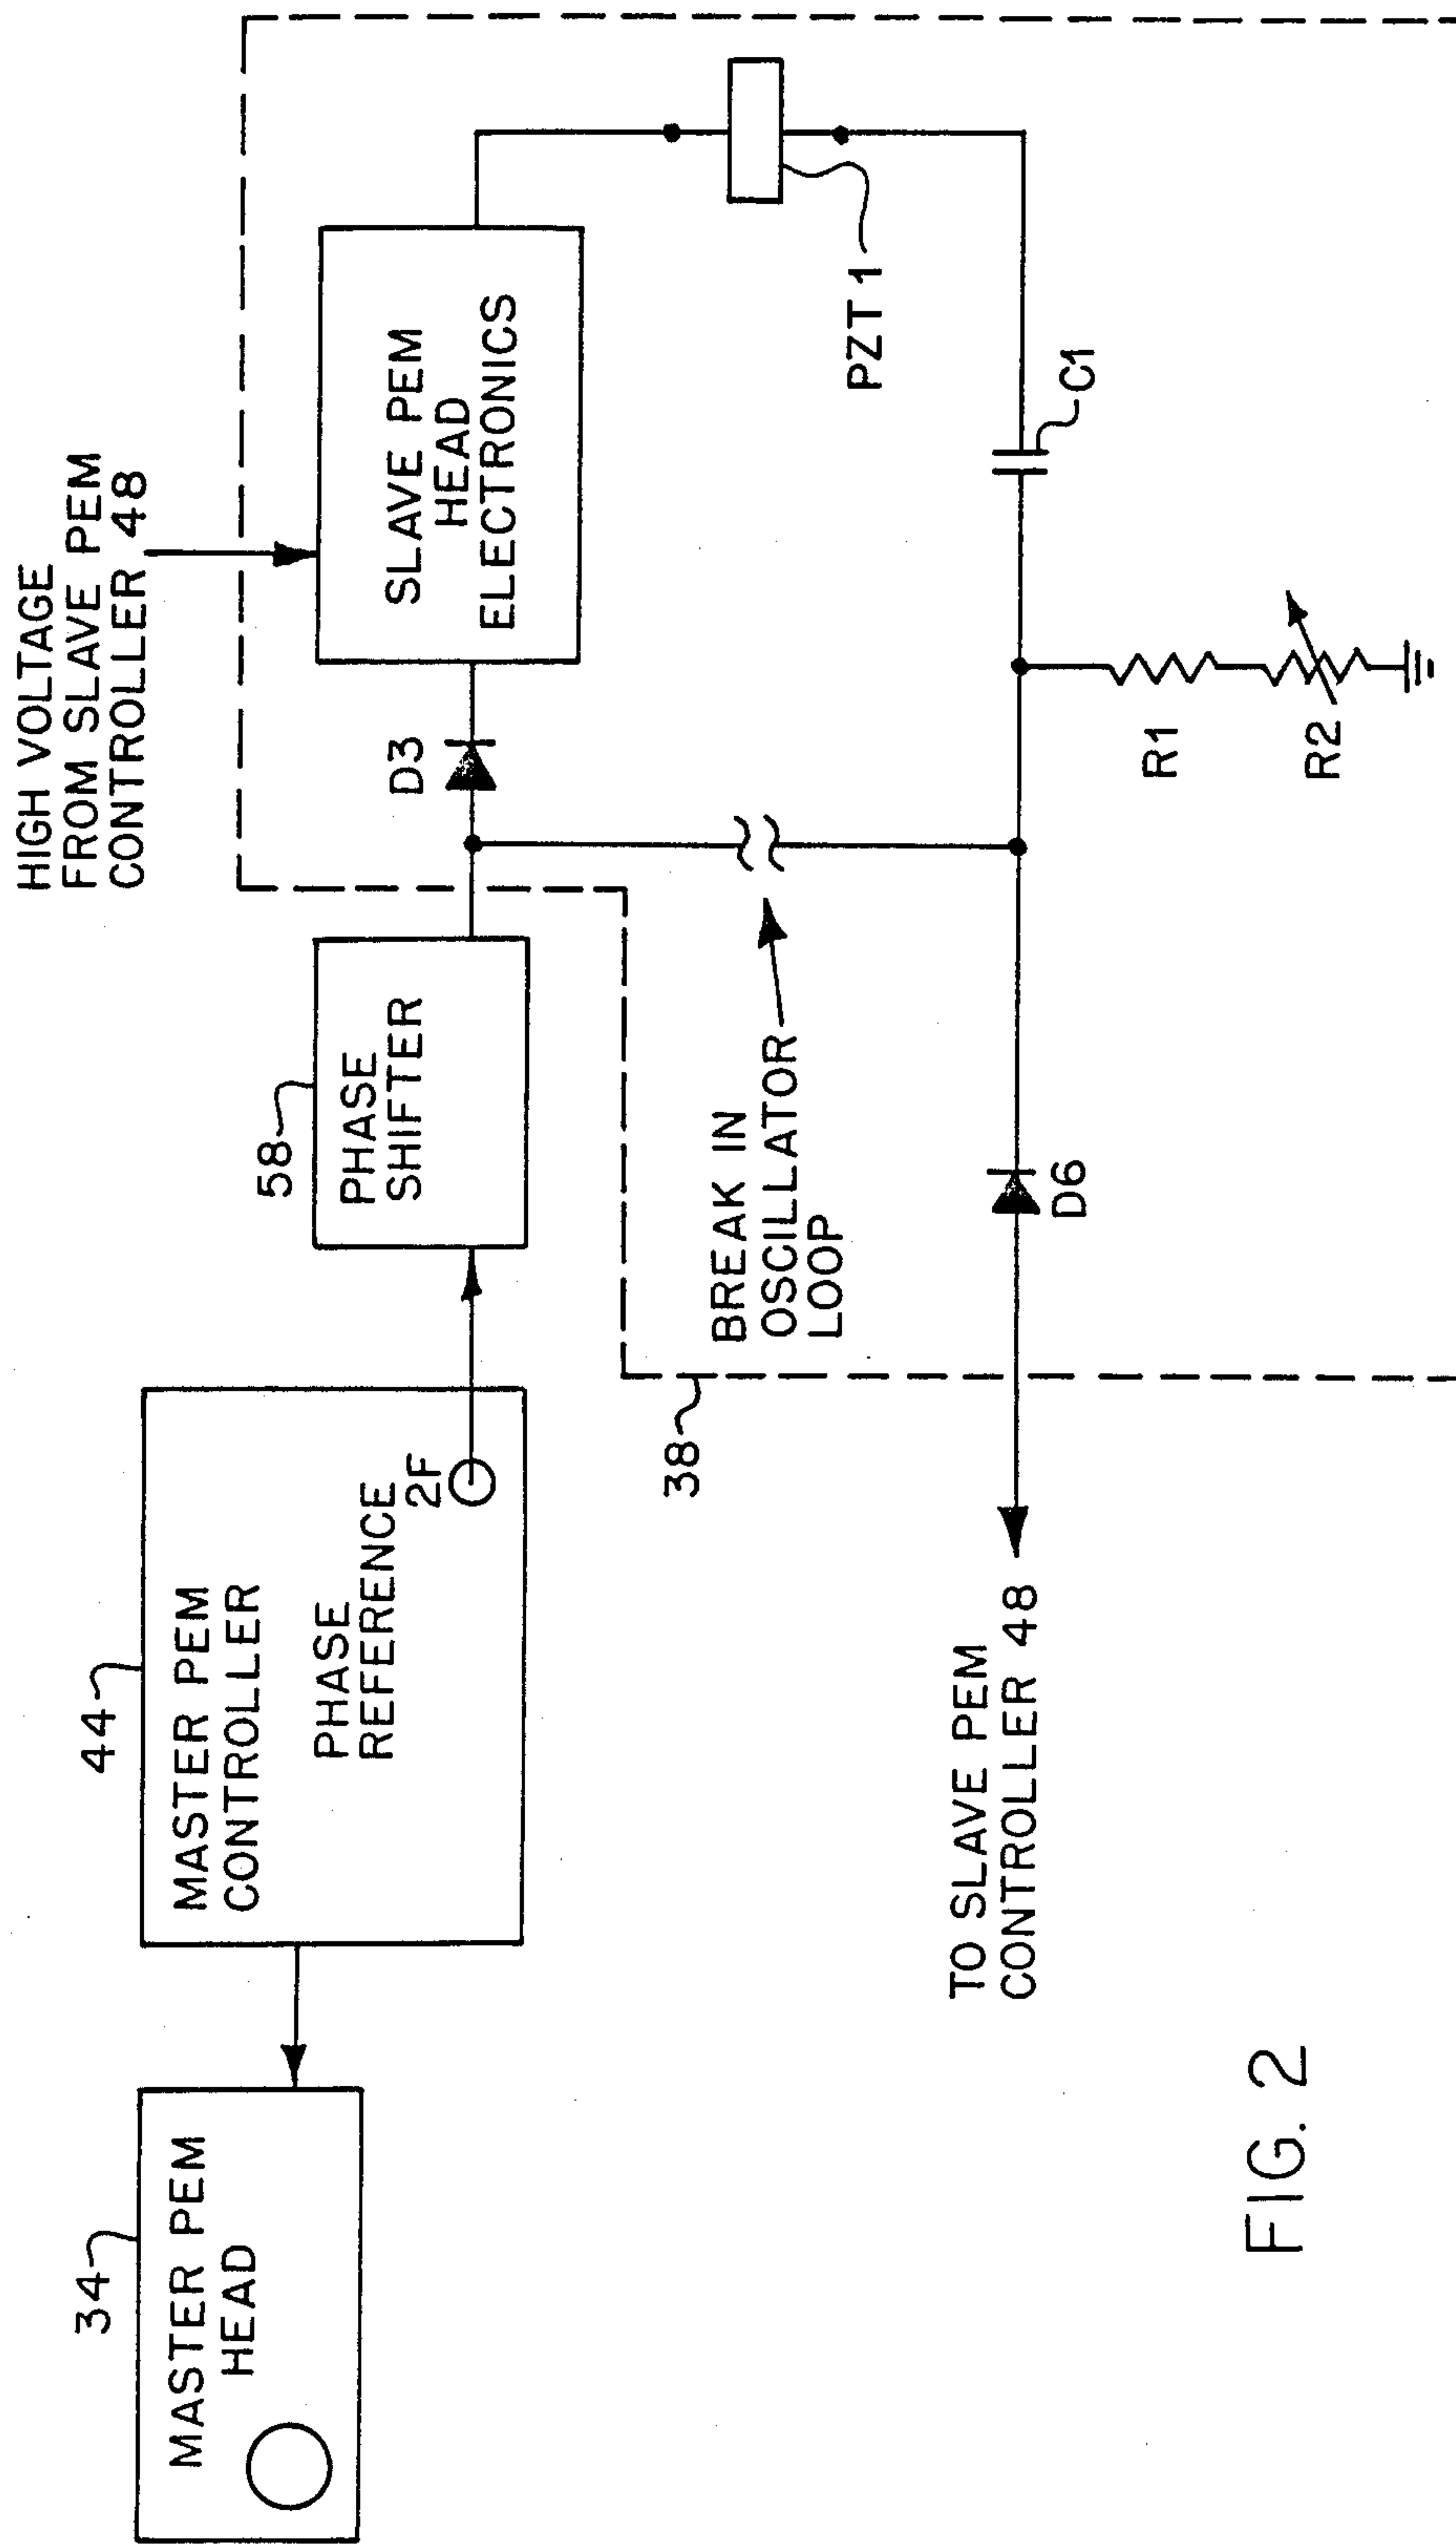 34
MASTER PEM
HEAD
44
MASTER PEM
CONTROLLER
PHASE
REFERENCE
2F
58
PHASE
SHIFTER
HIGH VOLTAGE
FROM SLAVE PEM
CONTROLLER 48
D3
SLAVE PEM
HEAD
ELECTRONICS
38
BREAK IN
OSCILLATOR
LOOP
PZT 1
TO SLAVE PEM
CONTROLLER 48
D6
C1
R1
R2
FIG. 2